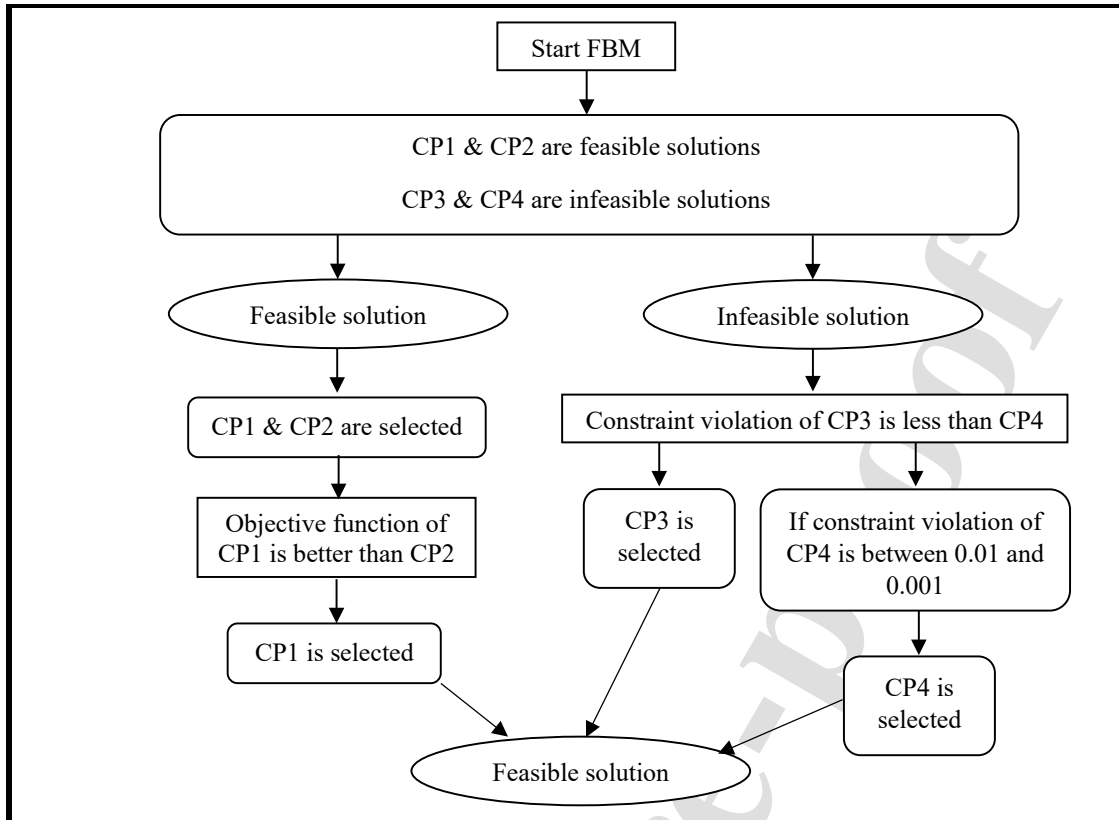 Start FBM
CP1 & CP2 are feasible solutions
CP3 & CP4 are infeasible solutions
Feasible solution
Infeasible solution
CP1 & CP2 are selected
Constraint violation of CP3 is less than CP4
Objective function of
CP1 is better than CP2
CP3 is
selected
If constraint violation of
CP4 is between 0.01 and
0.001
CP1 is selected
CP4 is
selected
Feasible solution